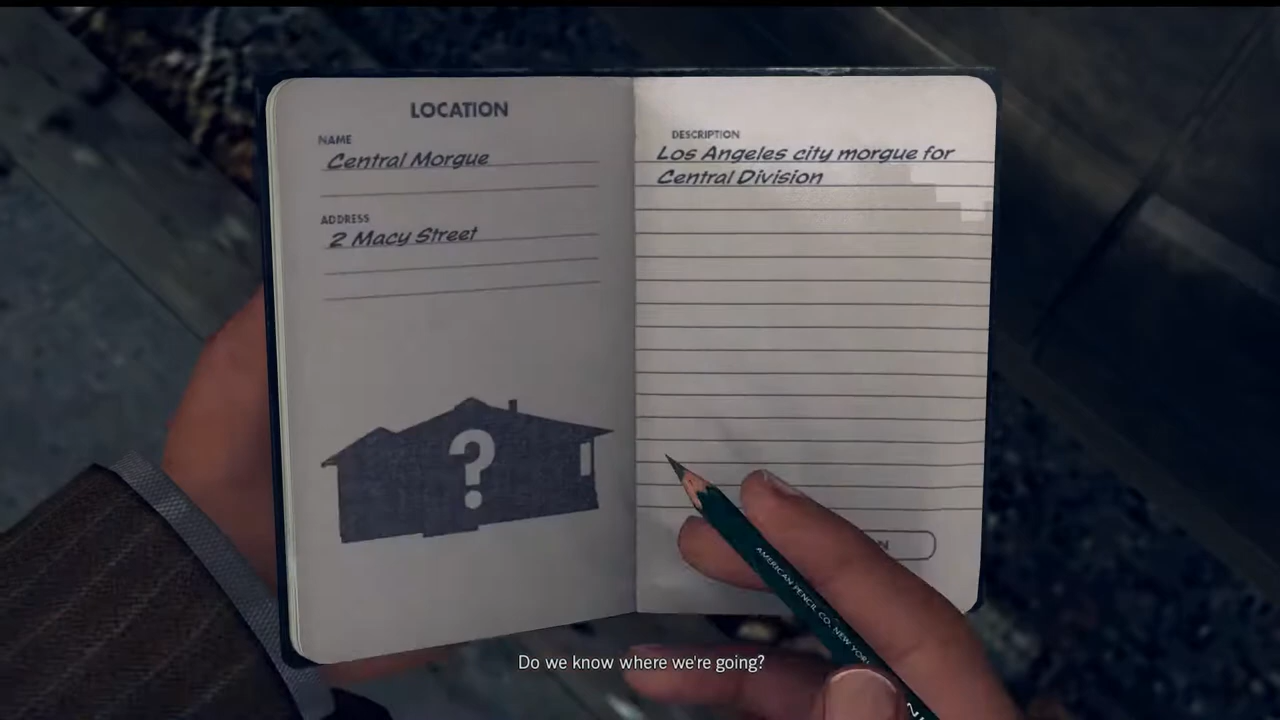 LOCATION
NAME
Central Morgue
ADDRESS
2 Macy Street
?
DESCRIPTION
Los Angeles city morgue for
Central Division
AMERICAN PENCIL CO. NEW YORK
Do we know where we're going?